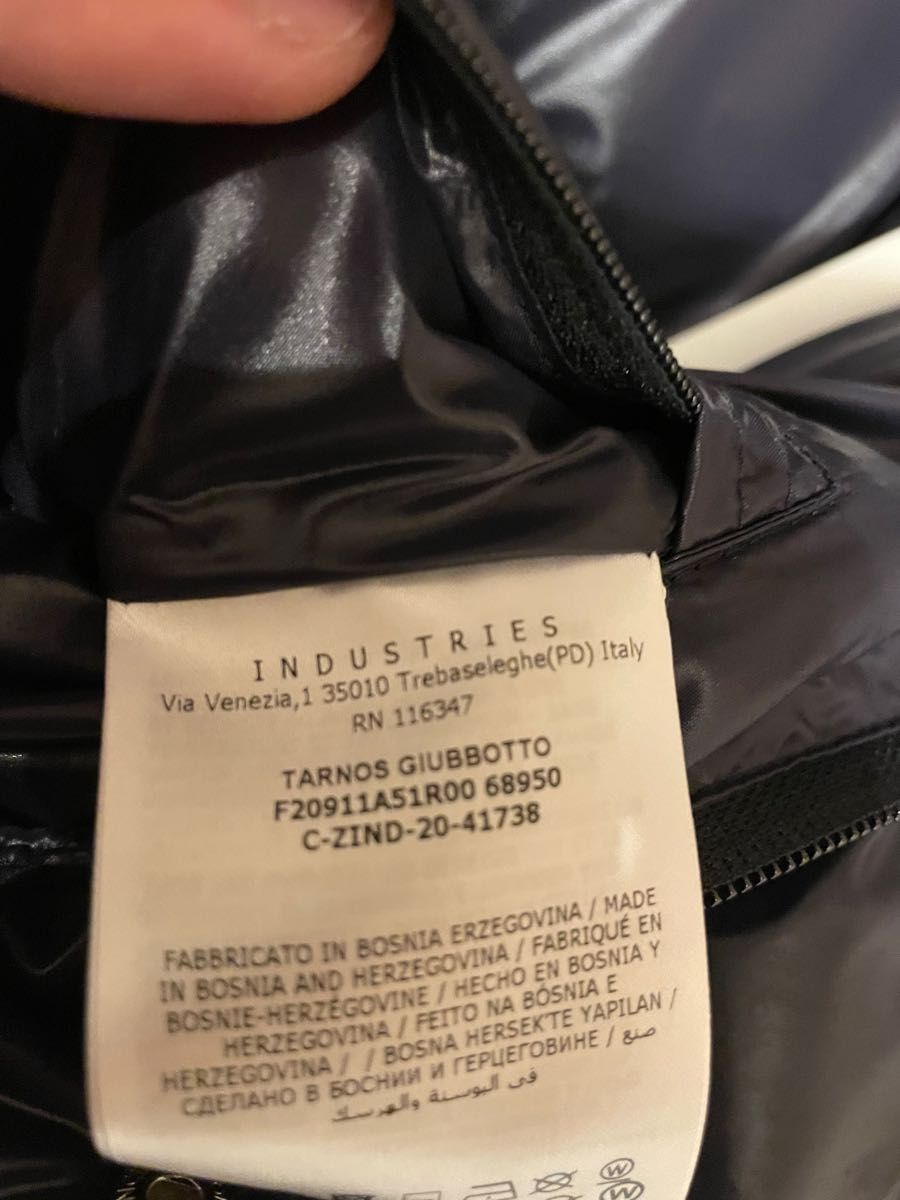 INDUSTRIES
Via Venezia,1 35010 Trebaseleghe(PD) Italy
RN 116347
TARNOS GIUBBOTTO
F20911A51R00 68950
C-ZIND-20-41738
FABBRICATO IN BOSNIA ERZEGOVINA / MADE
IN BOSNIA AND HERZEGOVINA / FABRIQUÉ EN
BOSNIE-HERZÉGOVINE / HECHO EN BOSNIA Y
HERZEGOVINA / FEITO NA BÓSNIA E
HERZEGOVINA / / BOSNA HERSEK'TE YAPILAN /
СДЕЛАНО В БОСНИИ И ГЕРЦЕГОВИНЕ / صنع
في البوسنة والهرسك
W
W